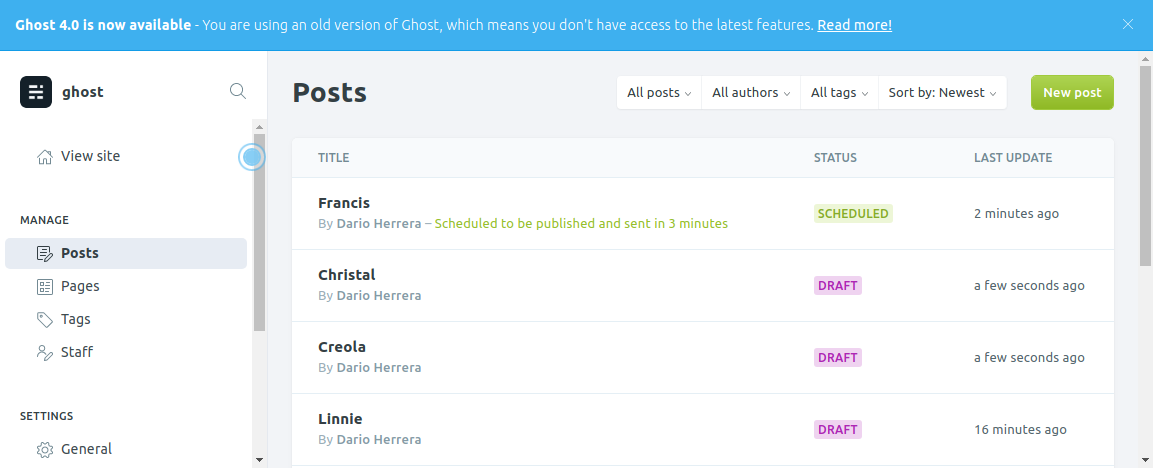 Ghost 4.0 is now available - You are using an old version of Ghost, which means you don't have access to the latest features. Read more!
ghost
View site
MANAGE
Posts
Pages
Tags
Staff
SETTINGS
General
Posts
All posts
All authors
All tags
Sort by: Newest
New post
TITLE STATUS LAST UPDATE
Francis
By Dario Herrera – Scheduled to be published and sent in 3 minutes
SCHEDULED
2 minutes ago
Christal
By Dario Herrera
DRAFT
a few seconds ago
Creola
By Dario Herrera
DRAFT
a few seconds ago
Linnie
By Dario Herrera
DRAFT
16 minutes ago